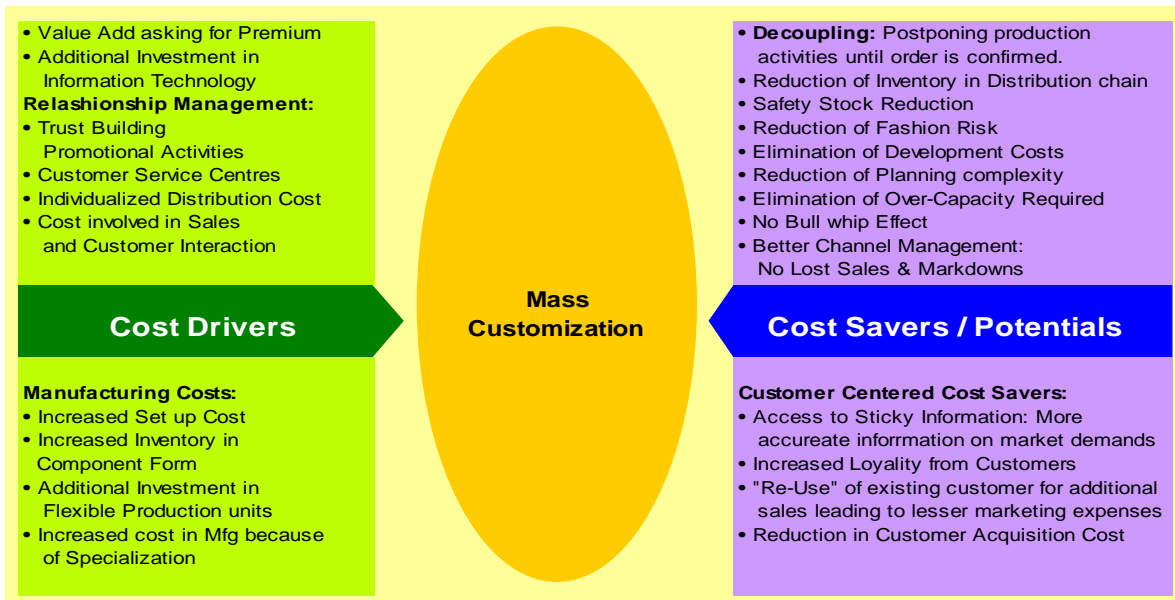 • Value Add asking for Premium
• Additional Investment in
Information Technology
Relashionship Management:
• Trust Building
Promotional Activities
• Customer Service Centres
• Individualized Distribution Cost
• Cost involved in Sales
and Customer Interaction
Cost Drivers
Manufacturing Costs:
• Increased Set up Cost
• Increased Inventory in
Component Form
• Additional Investment in
Flexible Production units
• Increased cost in Mfg because
of Specialization
Mass
Customization
• Decoupling: Postponing production
activities until order is confirmed.
• Reduction of Inventory in Distribution chain
• Safety Stock Reduction
• Reduction of Fashion Risk
• Elimination of Development Costs
• Reduction of Planning complexity
• Elimination of Over-Capacity Required
• No Bull whip Effect
• Better Channel Management:
No Lost Sales & Markdowns
Cost Savers / Potentials
Customer Centered Cost Savers:
• Access to Sticky Information: More
accureate inforrmation on market demands
• Increased Loyality from Customers
• "Re-Use" of existing customer for additional
sales leading to lesser marketing expenses
• Reduction in Customer Acquisition Cost